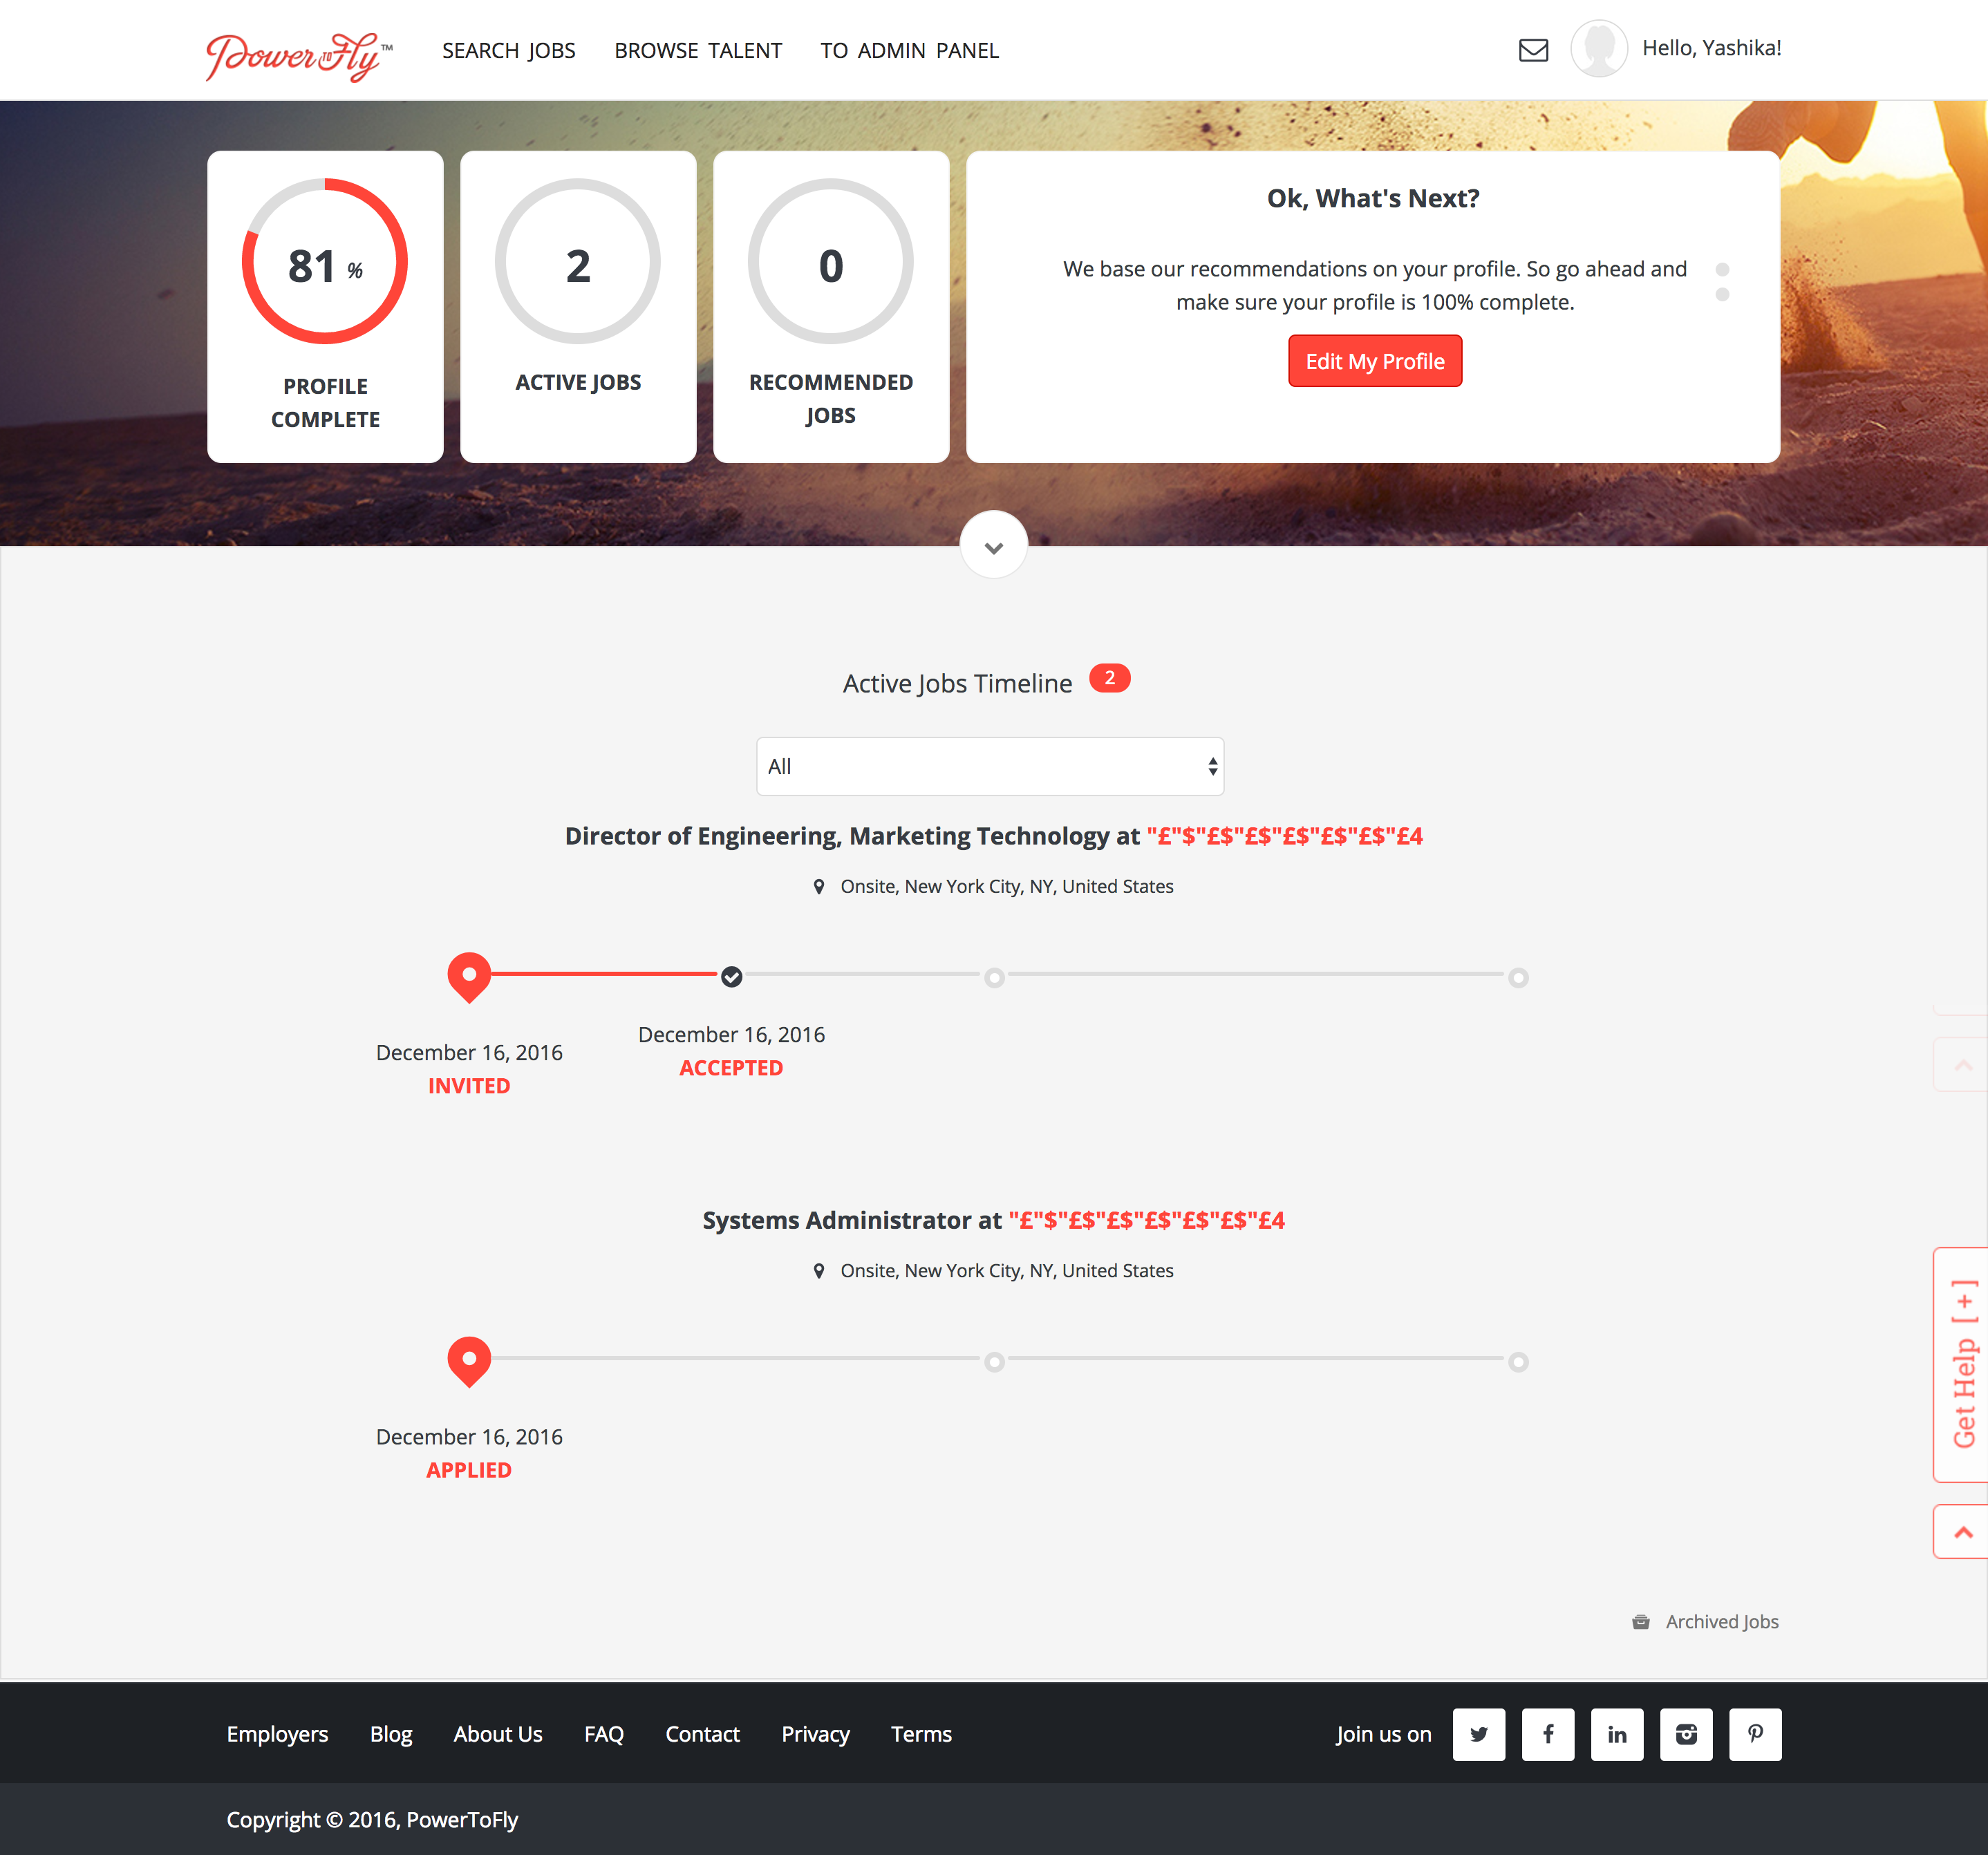 PowerToFly™
SEARCH JOBS
BROWSE TALENT
TO ADMIN PANEL
Hello, Yashika!
81 %
PROFILE
COMPLETE
2
ACTIVE JOBS
0
RECOMMENDED
JOBS
Ok, What's Next?
We base our recommendations on your profile. So go ahead and
make sure your profile is 100% complete.
Edit My Profile
Active Jobs Timeline 2
All
Director of Engineering, Marketing Technology at "£"$"£$"£$"£$"£$"£$"£4
Onsite, New York City, NY, United States
December 16, 2016
INVITED
December 16, 2016
ACCEPTED
Systems Administrator at "£"$"£$"£$"£$"£$"£$"£4
Onsite, New York City, NY, United States
December 16, 2016
APPLIED
Get Help [+]
Archived Jobs
Employers
Blog
About Us
FAQ
Contact
Privacy
Terms
Join us on
Copyright © 2016, PowerToFly